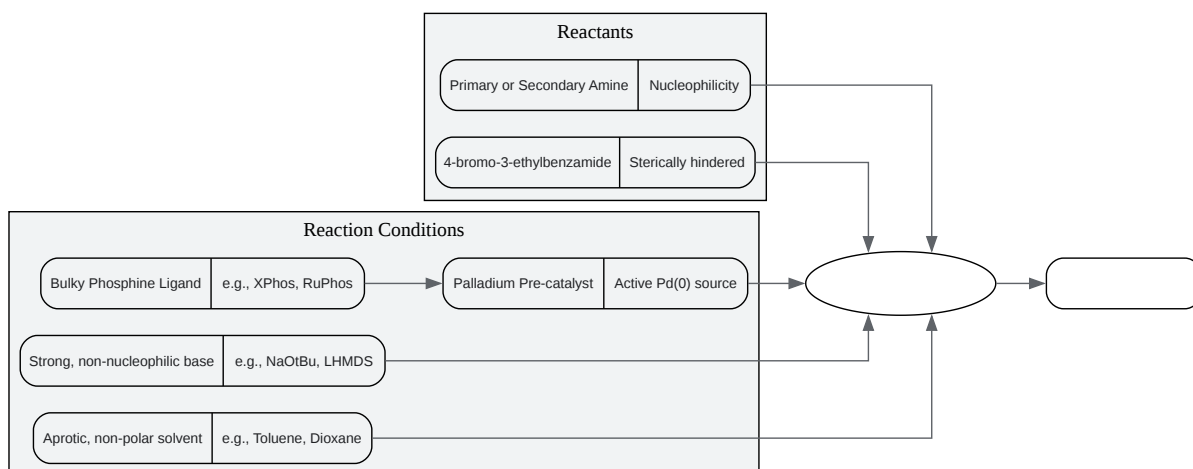 Reactants
Primary or Secondary Amine Nucleophilicity
4-bromo-3-ethylbenzamide Sterically hindered
Reaction Conditions
Bulky Phosphine Ligand e.g., XPhos, RuPhos Palladium Pre-catalyst Active Pd(0) source
Strong, non-nucleophilic base e.g., NaOtBu, LHMDS
Aprotic, non-polar solvent e.g., Toluene, Dioxane